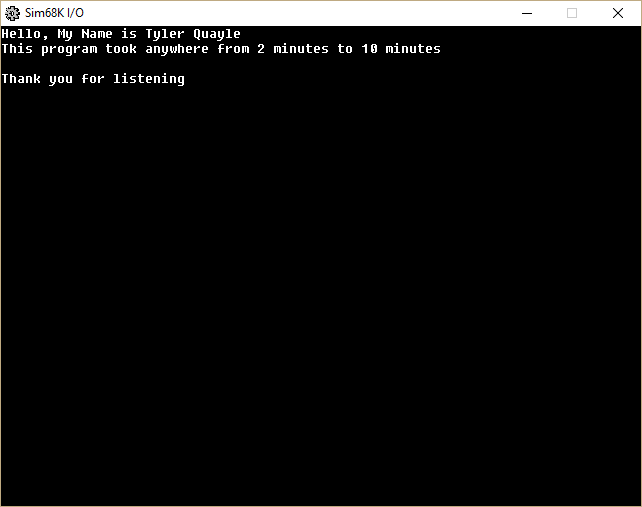 Sim68K I/O
Hello, My Name is Tyler Quayle
This program took anywhere from 2 minutes to 10 minutes
Thank you for listening